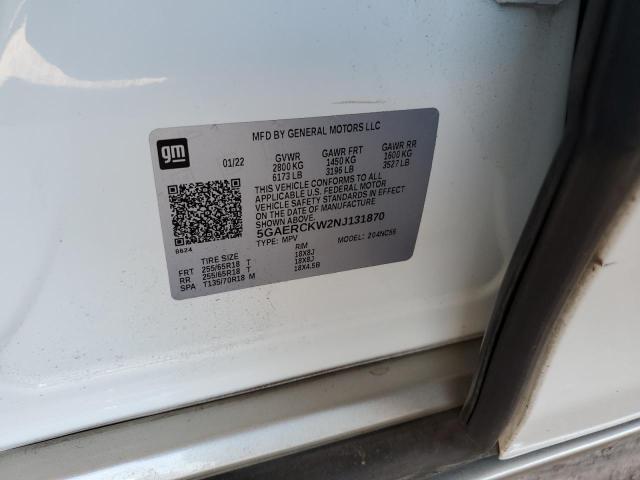 MFD BY GENERAL MOTORS LLC
gm
01/22 GVWR GAWR FRT GAWR RR
2800 KG 1450 KG 1600 KG
6173 LB 3196 LB 3527 LB
THIS VEHICLE CONFORMS TO ALL
APPLICABLE U.S. FEDERAL MOTOR
VEHICLE SAFETY STANDARDS IN EFFECT
ON THE DATE OF MANUFACTURE
SHOWN ABOVE.
5GAERCKW2NJ131870
6624 TYPE: MPV MODEL: 204NC56
TIRE SIZE RIM
FRT 255/65R18 T 18X8J
RR 255/65R18 T 18X8J
SPA T135/70R18 M 18X4.5B